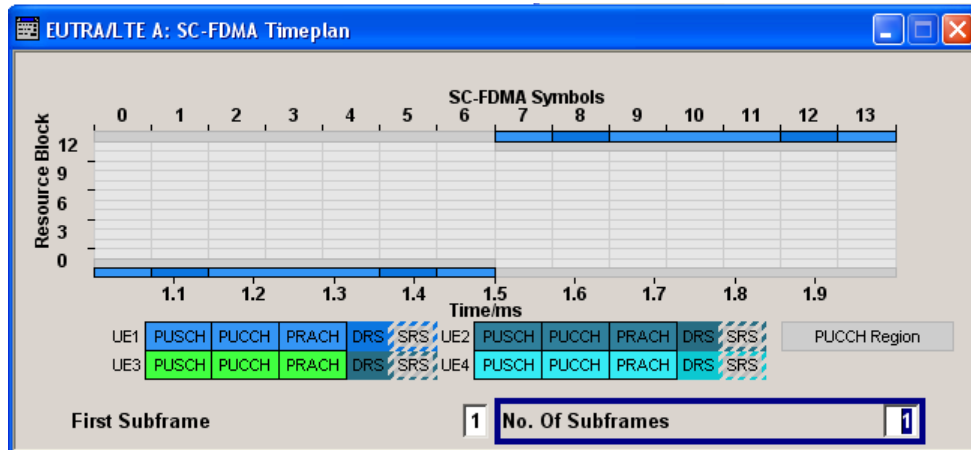 EUTRA/LTE A: SC-FDMA Timeplan
SC-FDMA Symbols
0 1 2 3 4 5 6 7 8 9 10 11 12 13
Resource Block
12
9
6
3
0
1.1 1.2 1.3 1.4 1.5 1.6 1.7 1.8 1.9
Time/ms
UE1 PUSCH PUCCH PRACH DRS SRS UE2 PUSCH PUCCH PRACH DRS SRS PUCCH Region
UE3 PUSCH PUCCH PRACH DRS SRS UE4 PUSCH PUCCH PRACH DRS SRS
First Subframe 1 No. Of Subframes 1